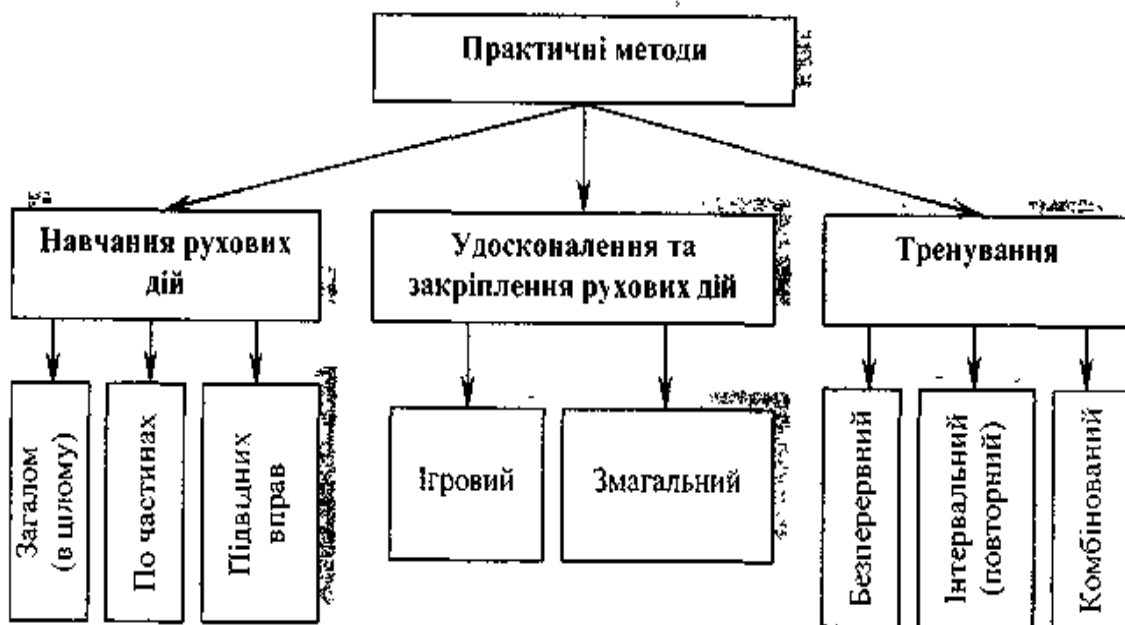 Практичні методи
Навчання рухових
дій
Удосконалення та
закріплення рухових дій
Тренування
Загалом
(в цілому)
По частинах
Підвідних
вправ
Ігровий
Змагальний
Безперервний
Інтервальний
(повторний)
Комбінований